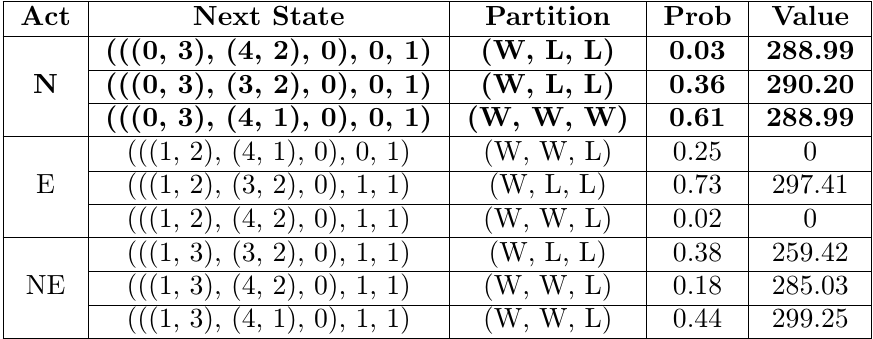 Act Next State Partition Prob Value
(((0, 3), (4, 2), 0), 0, 1) (W, L, L) 0.03 288.99
N (((0, 3), (3, 2), 0), 0, 1) (W, L, L) 0.36 290.20
(((0, 3), (4, 1), 0), 0, 1) (W, W, W) 0.61 288.99
(((1, 2), (4, 1), 0), 0, 1) (W, W, L) 0.25 0
E (((1, 2), (3, 2), 0), 1, 1) (W, L, L) 0.73 297.41
(((1, 2), (4, 2), 0), 1, 1) (W, W, L) 0.02 0
(((1, 3), (3, 2), 0), 1, 1) (W, L, L) 0.38 259.42
NE (((1, 3), (4, 2), 0), 1, 1) (W, W, L) 0.18 285.03
(((1, 3), (4, 1), 0), 1, 1) (W, W, L) 0.44 299.25